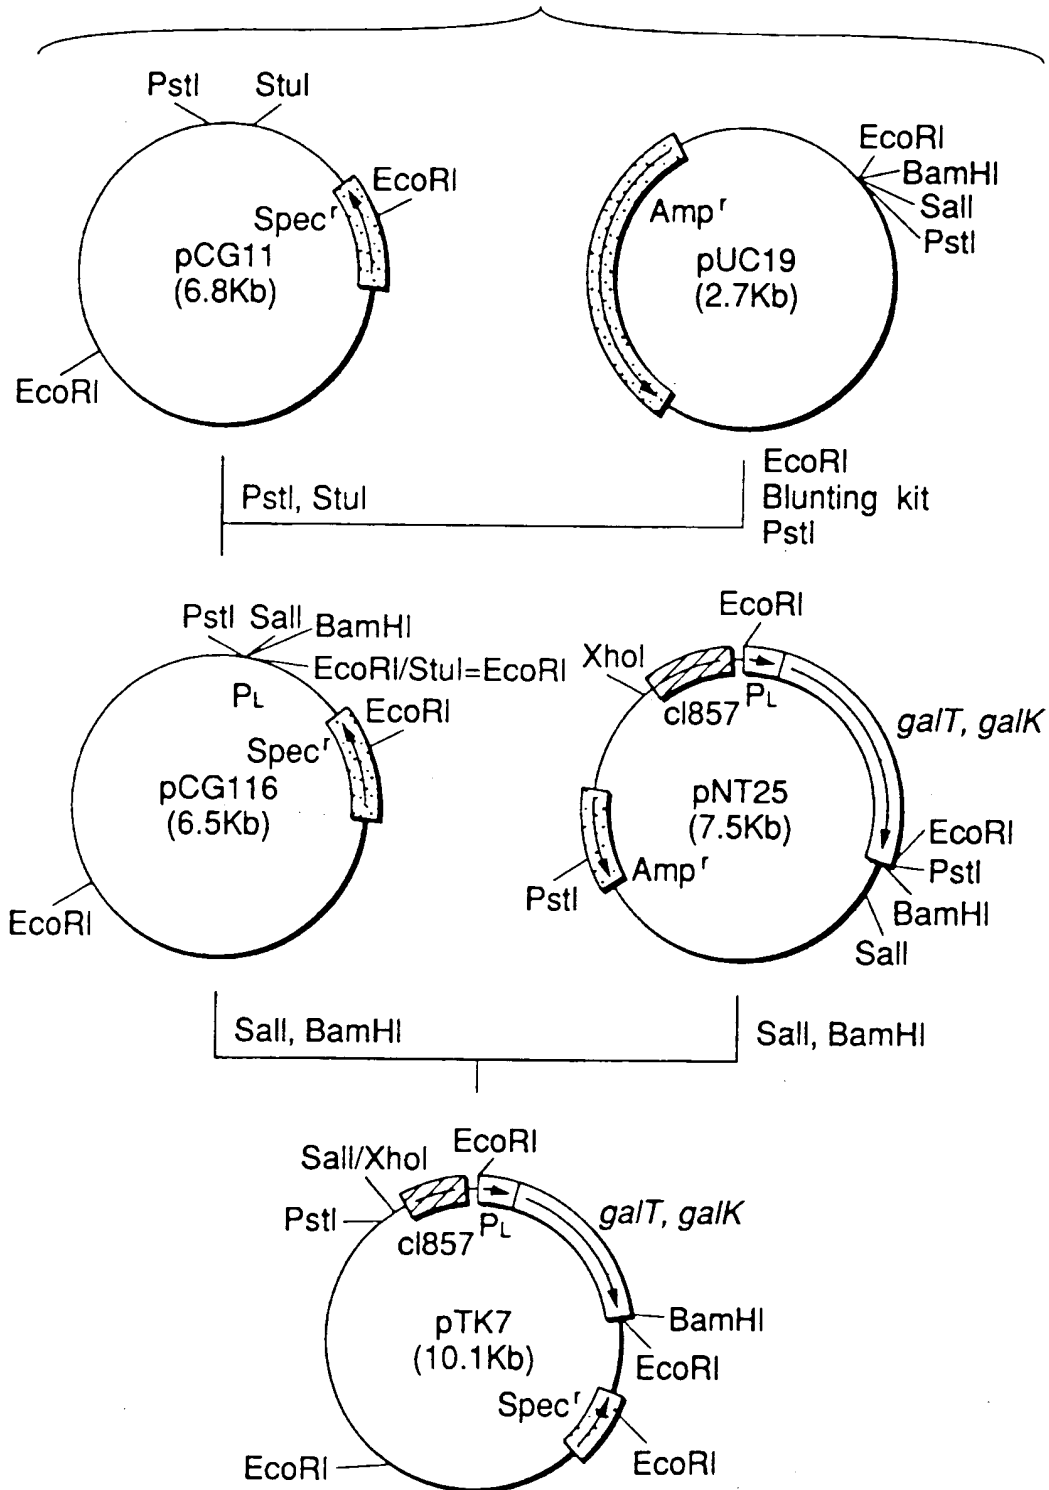 PstI StuI
EcoRI
Spec^r
pCG11
(6.8Kb)
EcoRI
EcoRI
BamHI
SalI
PstI
Amp^r
pUC19
(2.7Kb)
PstI, StuI
EcoRI
Blunting kit
PstI
PstI SalI BamHI
EcoRI/StuI=EcoRI
PL
EcoRI
Spec^r
pCG116
(6.5Kb)
EcoRI
EcoRI
XhoI
cI857 PL
galT, galK
pNT25
(7.5Kb)
EcoRI
PstI
BamHI
SalI
Amp^r
PstI
SalI, BamHI
SalI, BamHI
EcoRI
SalI/XhoI
PstI
cI857 PL
galT, galK
pTK7
(10.1Kb)
BamHI
EcoRI
Spec^r
EcoRI
EcoRI